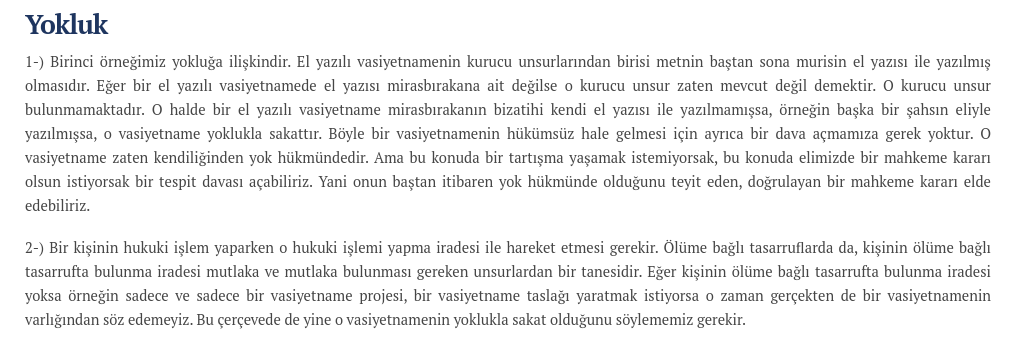 Yokluk
1-) Birinci örneğimiz yokluğa ilişkindir. El yazılı vasiyetnamenin kurucu unsurlarından birisi metnin baştan sona murisin el yazısı ile yazılmış
olmasıdır. Eğer bir el yazılı vasiyetnamede el yazısı mirasbırakana ait değilse o kurucu unsur zaten mevcut değil demektir. O kurucu unsur
bulunmamaktadır. O halde bir el yazılı vasiyetname mirasbırakanın bizatihi kendi el yazısı ile yazılmamışsa, örneğin başka bir şahsın eliyle
yazılmışsa, o vasiyetname yoklukla sakattır. Böyle bir vasiyetnamenin hükümsüz hale gelmesi için ayrıca bir dava açmamıza gerek yoktur. O
vasiyetname zaten kendiliğinden yok hükmündedir. Ama bu konuda bir tartışma yaşamak istemiyorsak, bu konuda elimizde bir mahkeme kararı
olsun istiyorsak bir tespit davası açabiliriz. Yani onun baştan itibaren yok hükmünde olduğunu teyit eden, doğrulayan bir mahkeme kararı elde
edebiliriz.
2-) Bir kişinin hukuki işlem yaparken o hukuki işlemi yapma iradesi ile hareket etmesi gerekir. Ölüme bağlı tasarruflarda da, kişinin ölüme bağlı
tasarrufta bulunma iradesi mutlaka ve mutlaka bulunması gereken unsurlardan bir tanesidir. Eğer kişinin ölüme bağlı tasarrufta bulunma iradesi
yoksa örneğin sadece ve sadece bir vasiyetname projesi, bir vasiyetname taslağı yaratmak istiyorsa o zaman gerçekten de bir vasiyetnamenin
varlığından söz edemeyiz. Bu çerçevede de yine o vasiyetnamenin yoklukla sakat olduğunu söylememiz gerekir.